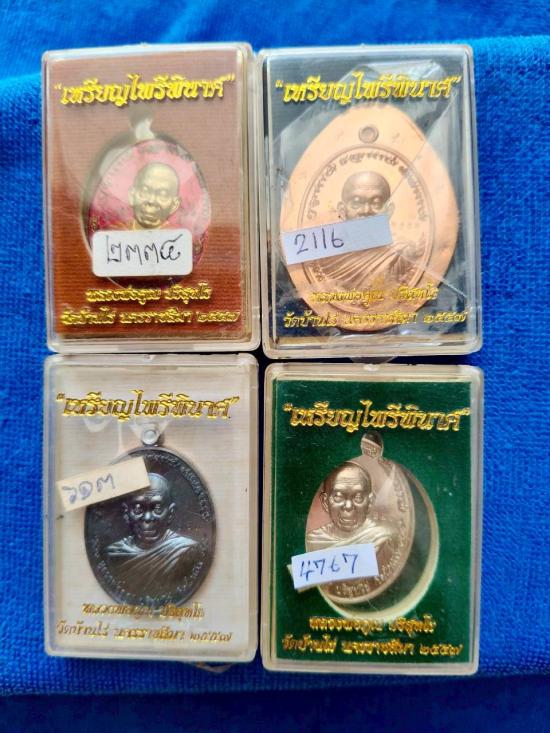 “เหรียญไพรีพินาศ”
๒๓๓๕
หลวงพ่อคูณ ปริสุทโธ
วัดบ้านไร่ นครราชสีมา ๒๕๕๗
“เหรียญไพรีพินาศ”
2116
หลวงพ่อคูณ ปริสุทโธ
วัดบ้านไร่ นครราชสีมา ๒๕๕๗
“เหรียญไพรีพินาศ”
๖๑๓
หลวงพ่อคูณ ปริสุทโธ
วัดบ้านไร่ นครราชสีมา ๒๕๕๗
“เหรียญไพรีพินาศ”
4767
หลวงพ่อคูณ ปริสุทโธ
วัดบ้านไร่ นครราชสีมา ๒๕๕๗